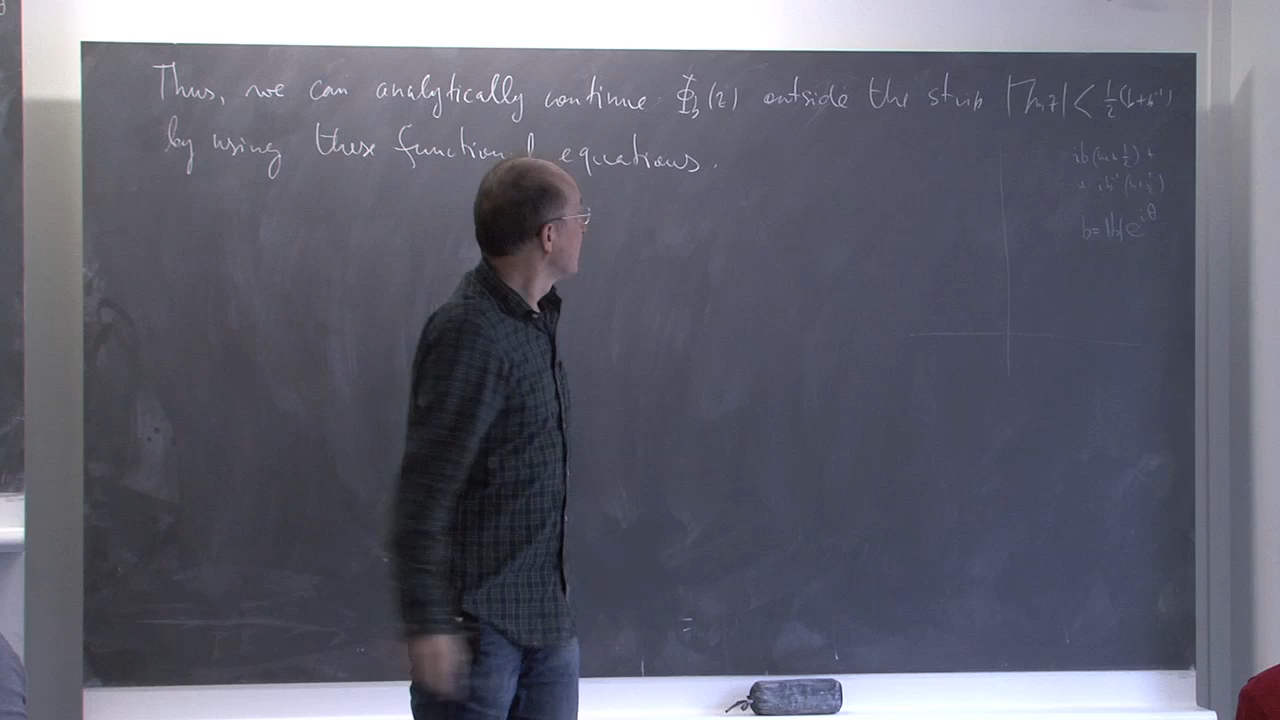 Thus, we can analytically continue Φ_b(z) outside the strip |Im z| < 1/2(b+b⁻¹)
by using these functional equations.
ib(m+1/2) +
+ ib⁻¹(n+1/2)
b=|b|e^{iθ}